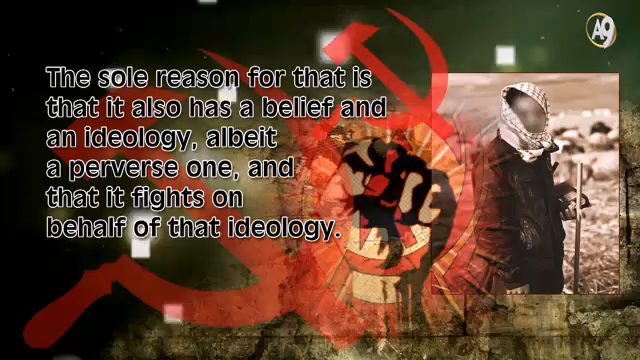 A9
The sole reason for that is
that it also has a belief and
an ideology, albeit
a perverse one, and
that it fights on
behalf of that ideology.